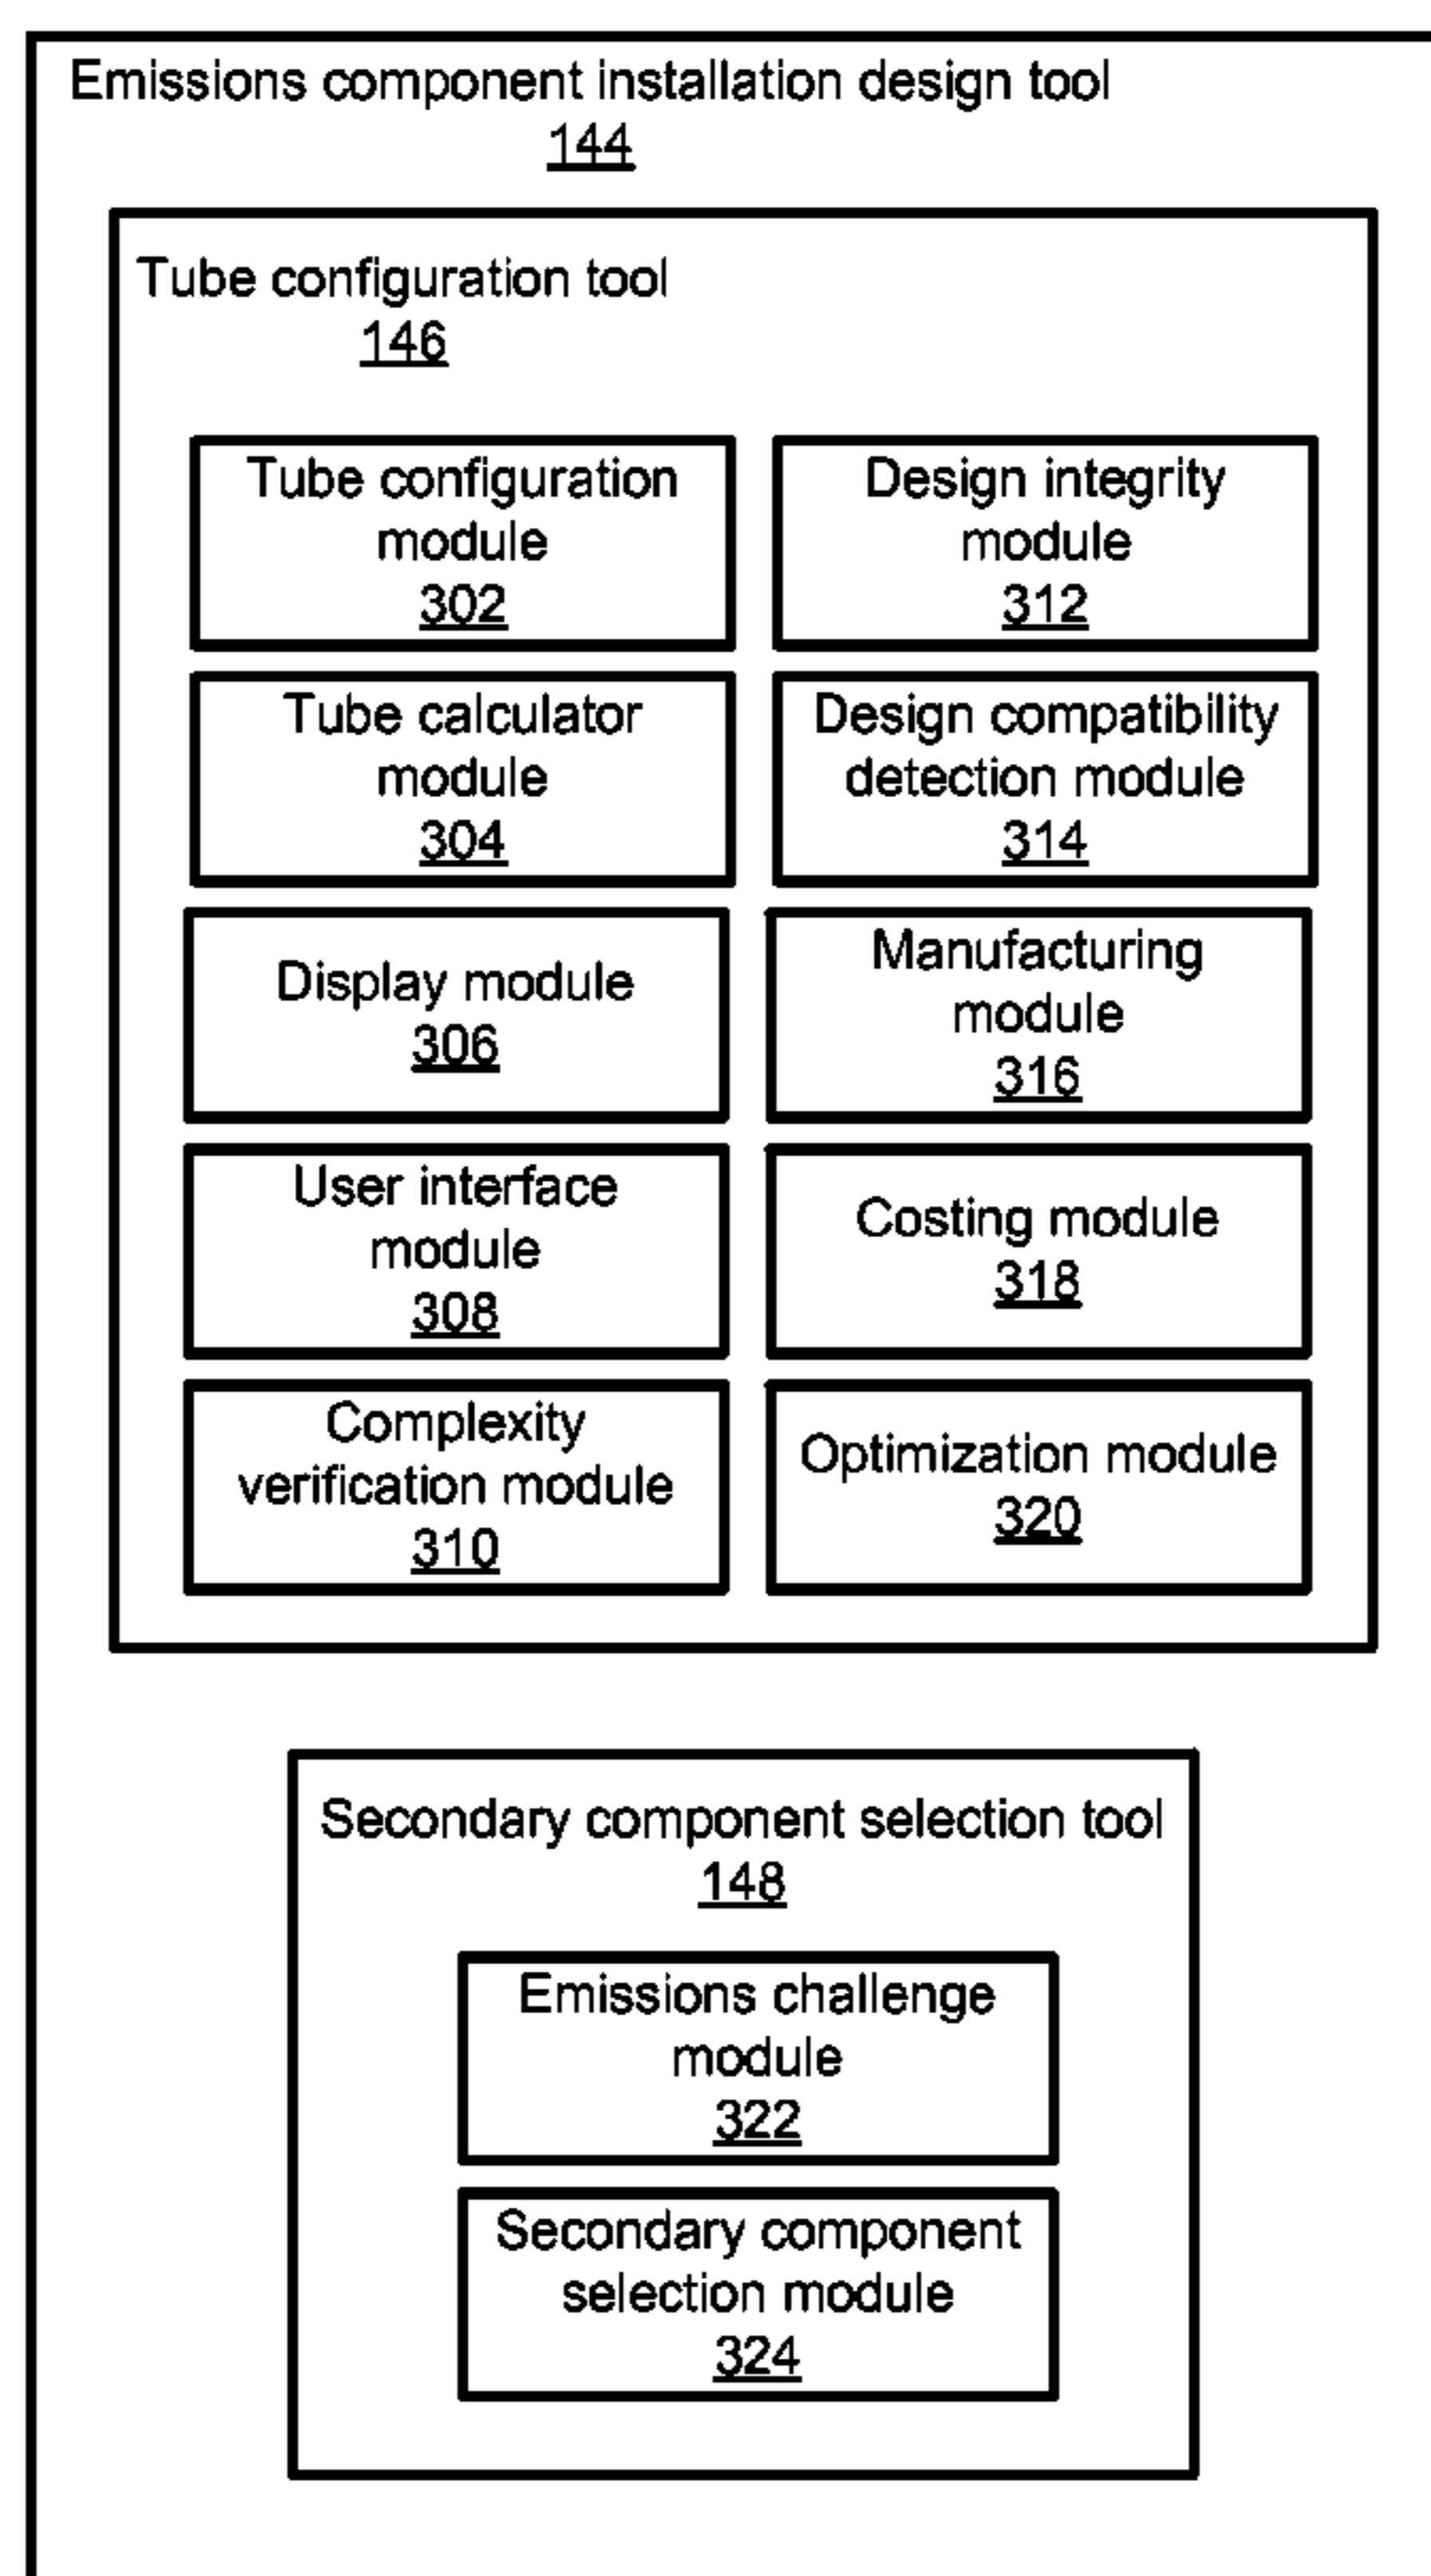 Emissions component installation design tool
144
Tube configuration tool
146
Tube configuration
module
302
Design integrity
module
312
Tube calculator
module
304
Design compatibility
detection module
314
Display module
306
Manufacturing
module
316
User interface
module
308
Costing module
318
Complexity
verification module
310
Optimization module
320
Secondary component selection tool
148
Emissions challenge
module
322
Secondary component
selection module
324